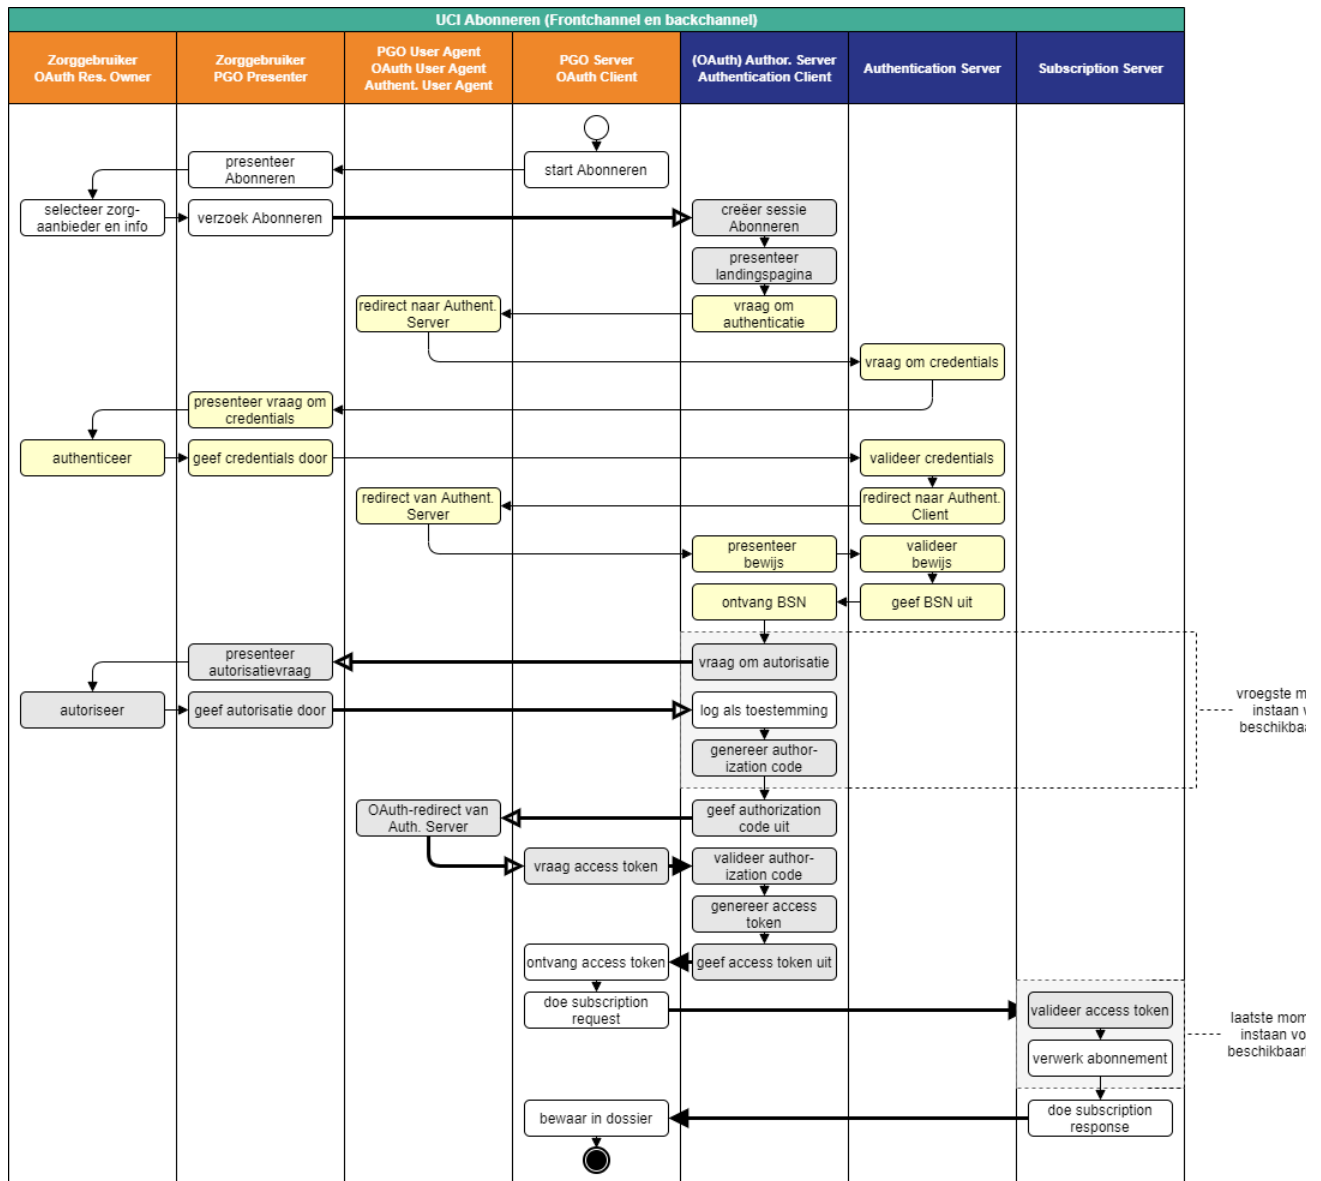 UCI Abonneren (Frontchannel en backchannel)
Zorggebruiker
OAuth Res. Owner
Zorggebruiker
PGO Presenter
PGO User Agent
OAuth User Agent
Authent. User Agent
PGO Server
OAuth Client
(OAuth) Author. Server
Authentication Client
Authentication Server
Subscription Server
presenteer
Abonneren
start Abonneren
selecteer zorg-
aanbieder en info
verzoek Abonneren
creëer sessie
Abonneren
presenteer
landingspagina
redirect naar Authent.
Server
vraag om
authenticatie
vraag om credentials
presenteer vraag om
credentials
authenticeer
geef credentials door
valideer credentials
redirect van Authent.
Server
redirect naar Authent.
Client
presenteer
bewijs
valideer
bewijs
ontvang BSN
geef BSN uit
presenteer
autorisatievraag
vraag om autorisatie
autoriseer
geef autorisatie door
log als toestemming
vroegste
instaan
genereer author-
ization code
OAuth-redirect van
Auth. Server
geef authorization
code uit
vraag access token
valideer author-
ization code
genereer access
token
ontvang access token
geef access token uit
doe subscription
request
valideer access token
laatste
instaan
verwerk abonnement
bewaar in dossier
doe subscription
response